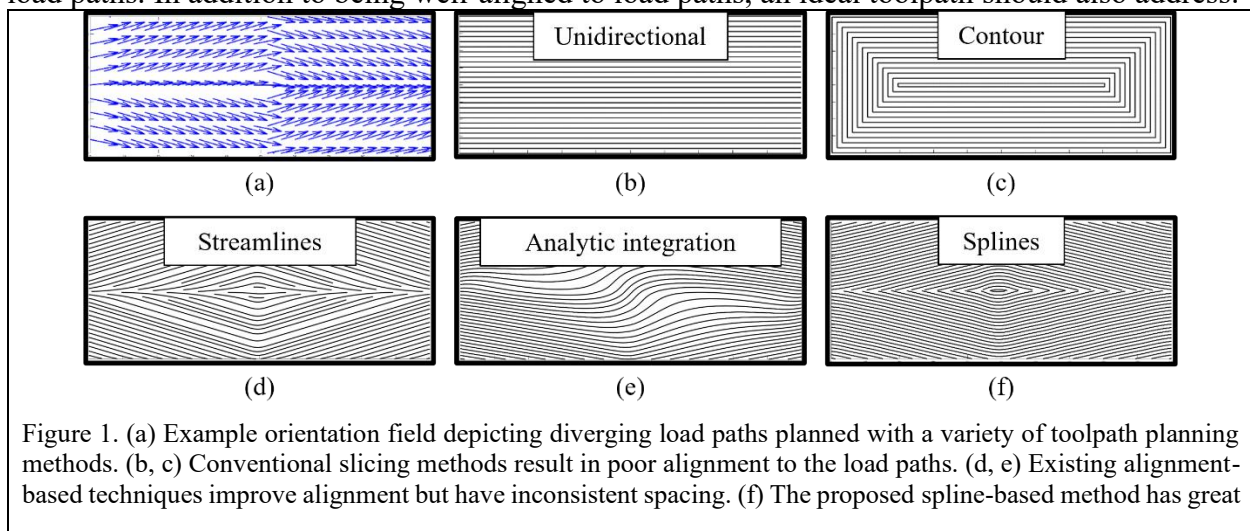 load paths. In addition to being well-aligned to load paths, an ideal toolpath should also address:
Unidirectional
Contour
(a)
(b)
(c)
Streamlines
Analytic integration
Splines
(d)
(e)
(f)
Figure 1. (a) Example orientation field depicting diverging load paths planned with a variety of toolpath planning
methods. (b, c) Conventional slicing methods result in poor alignment to the load paths. (d, e) Existing alignment-
based techniques improve alignment but have inconsistent spacing. (f) The proposed spline-based method has great